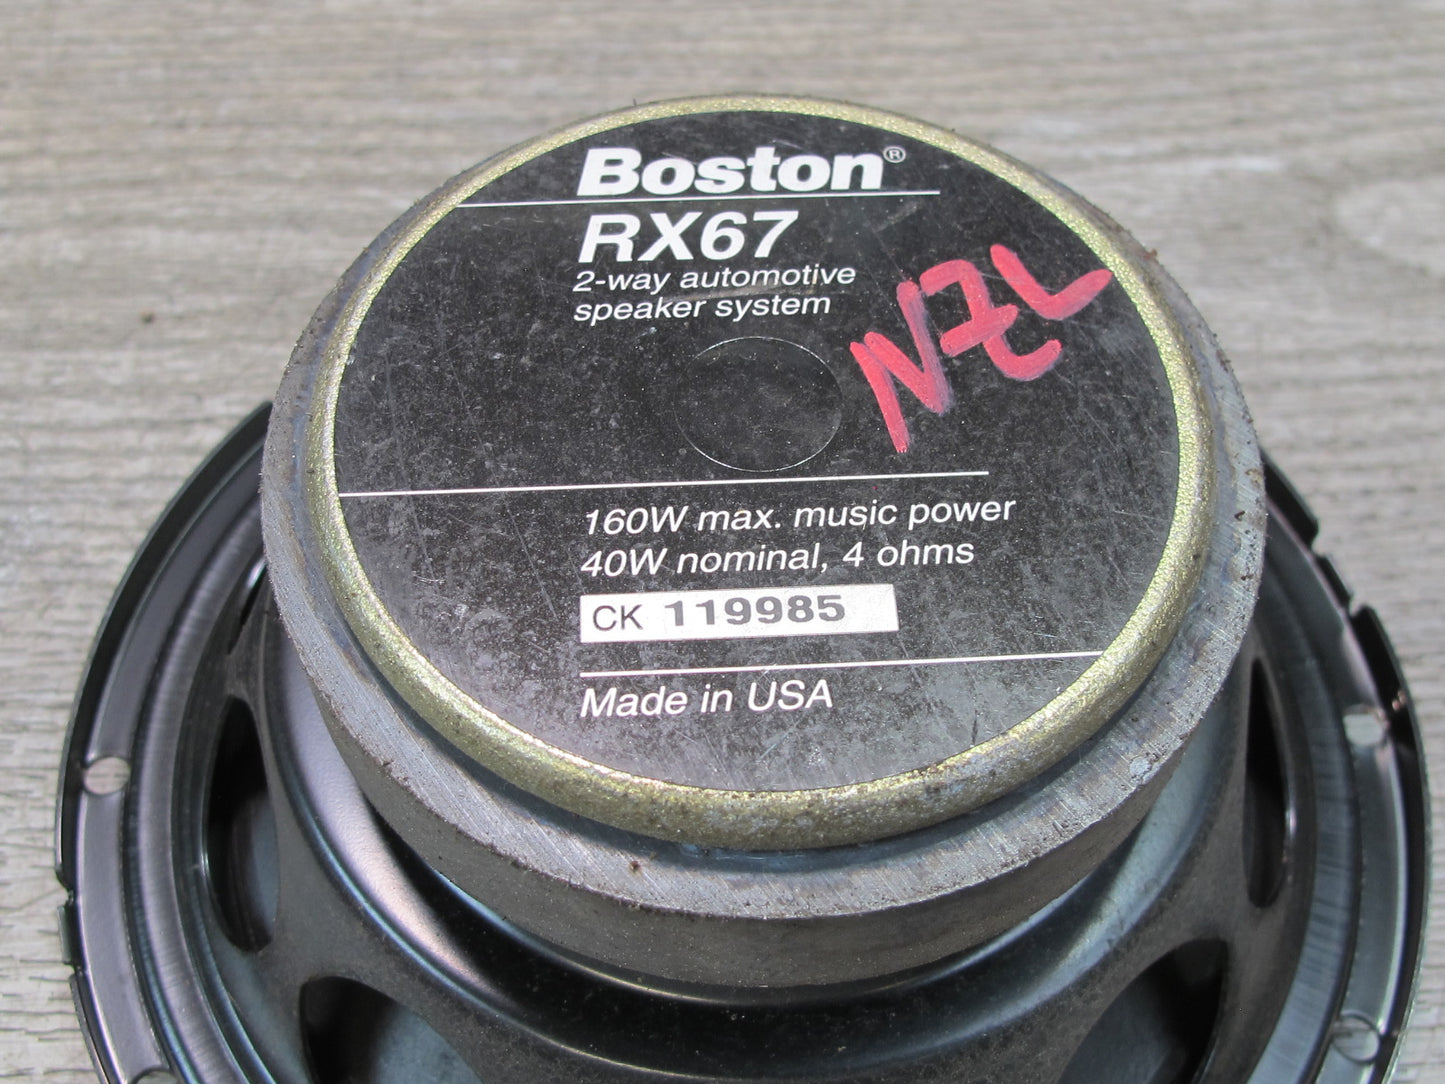 Boston®
RX67
2-way automotive
speaker system
160W max. music power
40W nominal, 4 ohms
CK 119985
Made in USA